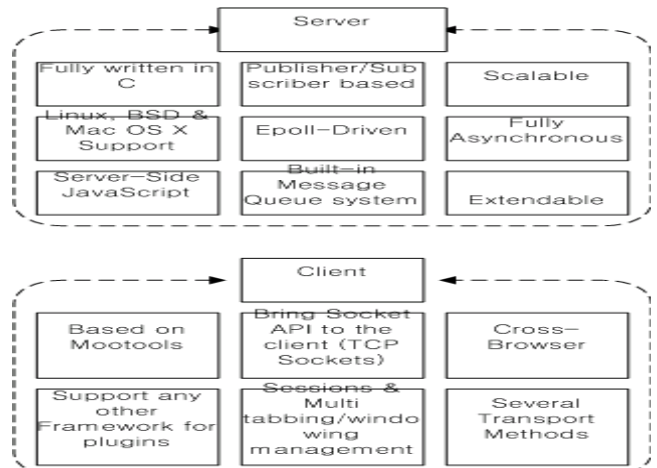 Server
Fully written in
C
Publisher/Sub
scriber based
Scalable
Linux, BSD &
Mac OS X
Support
Epoll-Driven
Fully
Asynchronous
Server-Side
JavaScript
Built-in
Message
Queue system
Extendable
Client
Based on
Mootools
Bring Socket
API to the
client (TCP
Sockets)
Cross-
Browser
Support any
other
Framework for
plugins
Sessions &
Multi
tabbing/windo
wing
management
Several
Transport
Methods